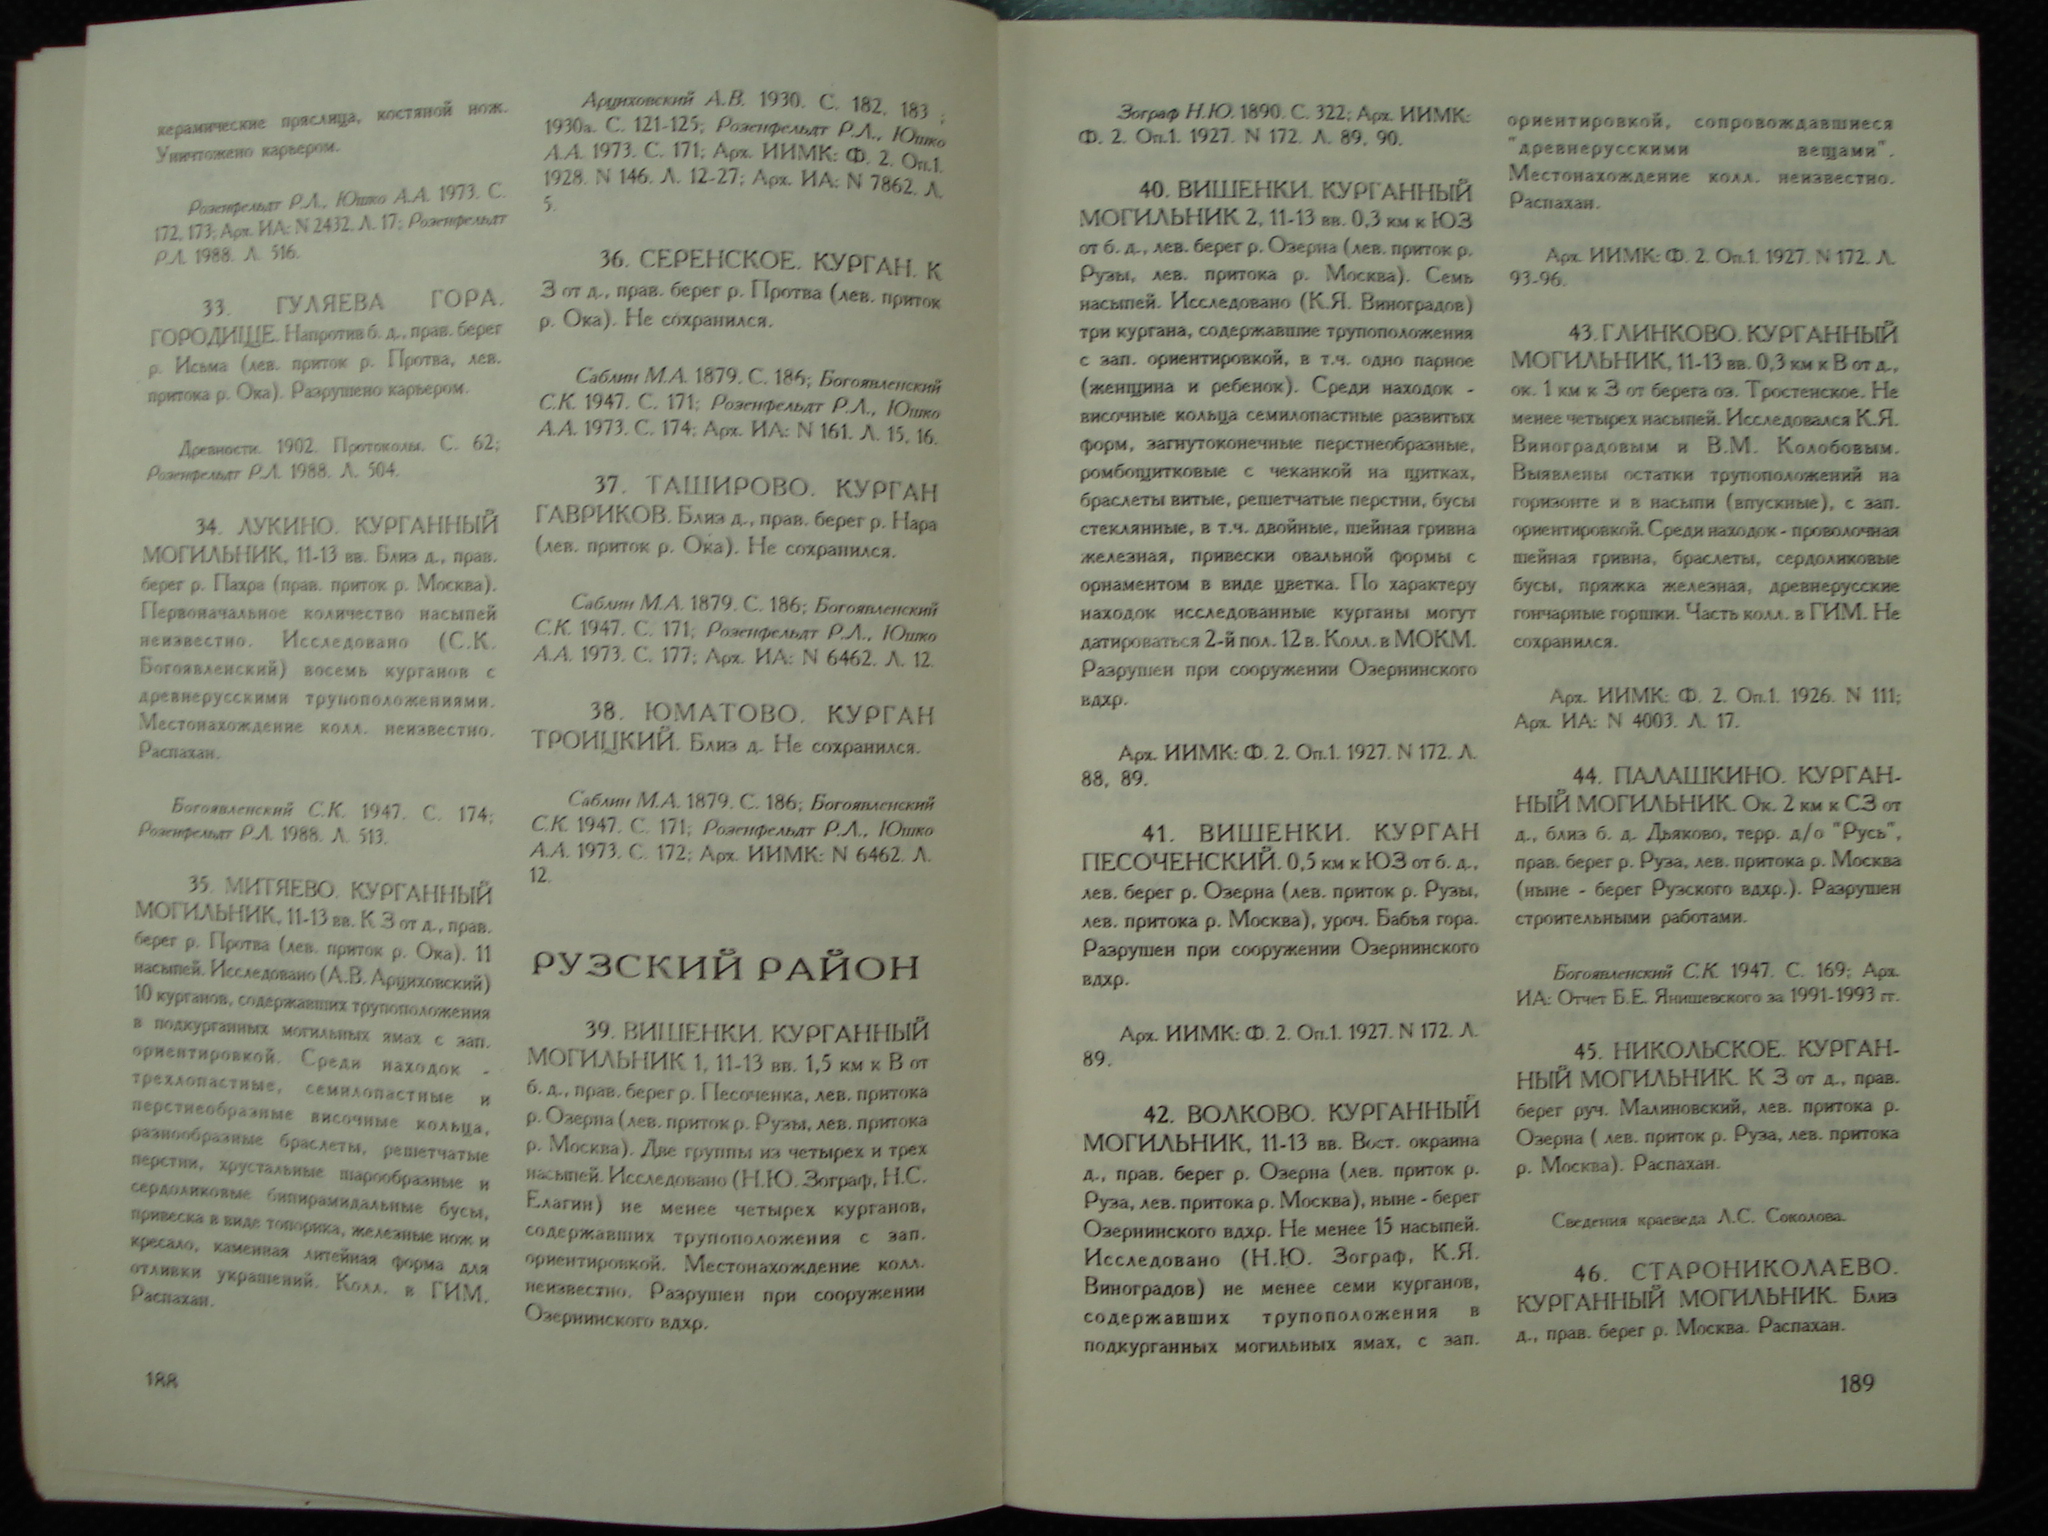 керамические пряслица, костяной нож.
Уничтожено карьером.
Розенфельдт Р.Л., Юшко А.А. 1973. С.
172, 173; Арх. ИА: N 2432. Л. 17; Розенфельдт
Р.Л. 1988. Л. 516.
33. ГУЛЯЕВА ГОРА.
ГОРОДИЩЕ. Напротив б. д., прав. берег
р. Исьма (лев. приток р. Протва, лев.
притока р. Ока). Разрушено карьером.
Древности. 1902. Протоколы. С. 62;
Розенфельдт Р.Л. 1988. Л. 504.
34. ЛУКИНО. КУРГАННЫЙ
МОГИЛЬНИК, 11-13 вв. Близ д., прав.
берег р. Пахра (прав. приток р. Москва).
Первоначальное количество насыпей
неизвестно. Исследовано (С.К.
Богоявленский) восемь курганов с
древнерусскими трупоположениями.
Местонахождение колл. неизвестно.
Распахан.
Богоявленский С.К. 1947. С. 174;
Розенфельдт Р.Л. 1988. Л. 513.
35. МИТЯЕВО. КУРГАННЫЙ
МОГИЛЬНИК, 11-13 вв. К З от д., прав.
берег р. Протва (лев. приток р. Ока). 11
насыпей. Исследовано (А.В. Арциховский)
10 курганов, содержавших трупоположения
в подкурганных могильных ямах с зап.
ориентировкой. Среди находок -
трехлопастные, семилопастные и
перстнеобразные височные кольца,
разнообразные браслеты, решетчатые
перстни, хрустальные шарообразные и
сердоликовые бипирамидальные бусы,
привеска в виде топорика, железные нож и
кресало, каменная литейная форма для
отливки украшений. Колл. в ГИМ.
Распахан.
188
Арциховский А.В. 1930. С. 182, 183 ;
1930а. С. 121-125; Розенфельдт Р.Л., Юшко
А.А. 1973. С. 171; Арх. ИИМК: Ф. 2. Оп.1.
1928. N 146. Л. 12-27; Арх. ИА: N 7862. Л.
5.
36. СЕРЕНСКОЕ. КУРГАН. К
З от д., прав. берег р. Протва (лев. приток
р. Ока). Не сохранился.
Саблин М.А. 1879. С. 186; Богоявленский
С.К. 1947. С. 171; Розенфельдт Р.Л., Юшко
А.А. 1973. С. 174; Арх. ИА: N 161. Л. 15, 16.
37. ТАШИРОВО. КУРГАН
ГАВРИКОВ. Близ д., прав. берег р. Нара
(лев. приток р. Ока). Не сохранился.
Саблин М.А. 1879. С. 186; Богоявленский
С.К. 1947. С. 171; Розенфельдт Р.Л., Юшко
А.А. 1973. С. 177; Арх. ИА: N 6462. Л. 12.
38. ЮМАТОВО. КУРГАН
ТРОИЦКИЙ. Близ д. Не сохранился.
Саблин М.А. 1879. С. 186; Богоявленский
С.К. 1947. С. 171; Розенфельдт Р.Л., Юшко
А.А. 1973. С. 172; Арх. ИИМК: N 6462. Л.
12.
РУЗСКИЙ РАЙОН
39. ВИШЕНКИ. КУРГАННЫЙ
МОГИЛЬНИК 1, 11-13 вв. 1,5 км к В от
б. д., прав. берег р. Песоченка, лев. притока
р. Озерна (лев. приток р. Рузы, лев. притока
р. Москва). Две группы из четырех и трех
насыпей. Исследовано (Н.Ю. Зограф, Н.С.
Елагин) не менее четырех курганов,
содержавших трупоположения с зап.
ориентировкой. Местонахождение колл.
неизвестно. Разрушен при сооружении
Озернинского вдхр.
Зограф Н.Ю. 1890. С. 322; Арх. ИИМК:
Ф. 2. Оп.1. 1927. N 172. Л. 89, 90.
40. ВИШЕНКИ. КУРГАННЫЙ
МОГИЛЬНИК 2, 11-13 вв. 0,3 км к ЮЗ
от б. д., лев. берег р. Озерна (лев. приток р.
Рузы, лев. притока р. Москва). Семь
насыпей. Исследовано (К.Я. Виноградов)
три кургана, содержавшие трупоположения
с зап. ориентировкой, в т.ч. одно парное
(женщина и ребенок). Среди находок -
височные кольца семилопастные развитых
форм, загнутоконечные перстнеобразные,
ромбощитковые с чеканкой на щитках,
браслеты витые, решетчатые перстни, бусы
стеклянные, в т.ч. двойные, шейная гривна
железная, привески овальной формы с
орнаментом в виде цветка. По характеру
находок исследованные курганы могут
датироваться 2-й пол. 12 в. Колл. в МОКМ.
Разрушен при сооружении Озернинского
вдхр.
Арх. ИИМК: Ф. 2. Оп.1. 1927. N 172. Л.
88, 89.
41. ВИШЕНКИ. КУРГАН
ПЕСОЧЕНСКИЙ. 0,5 км к ЮЗ от б. д.,
лев. берег р. Озерна (лев. приток р. Рузы,
лев. притока р. Москва), уроч. Бабья гора.
Разрушен при сооружении Озернинского
вдхр.
Арх. ИИМК: Ф. 2. Оп.1. 1927. N 172. Л.
89.
42. ВОЛКОВО. КУРГАННЫЙ
МОГИЛЬНИК, 11-13 вв. Вост. окраина
д., прав. берег р. Озерна (лев. приток р.
Руза, лев. притока р. Москва), ныне - берег
Озернинского вдхр. Не менее 15 насыпей.
Исследовано (Н.Ю. Зограф, К.Я.
Виноградов) не менее семи курганов,
содержавших трупоположения в
подкурганных могильных ямах, с зап.
ориентировкой, сопровождавшиеся
"древнерусскими вещами".
Местонахождение колл. неизвестно.
Распахан.
Арх. ИИМК: Ф. 2. Оп.1. 1927. N 172. Л.
93-96.
43. ГЛИНКОВО. КУРГАННЫЙ
МОГИЛЬНИК, 11-13 вв. 0,3 км к В от д.,
ок. 1 км к З от берега оз. Тростенское. Не
менее четырех насыпей. Исследовался К.Я.
Виноградовым и В.М. Колобовым.
Выявлены остатки трупоположений на
горизонте и в насыпи (впускные), с зап.
ориентировкой. Среди находок - проволочная
шейная гривна, браслеты, сердоликовые
бусы, пряжка железная, древнерусские
гончарные горшки. Часть колл. в ГИМ. Не
сохранился.
Арх. ИИМК: Ф. 2. Оп.1. 1926. N 111;
Арх. ИА: N 4003. Л. 17.
44. ПАЛАШКИНО. КУРГАН-
НЫЙ МОГИЛЬНИК. Ок. 2 км к СЗ от
д., близ б. д. Дьяково, терр. д/о "Русь",
прав. берег р. Руза, лев. притока р. Москва
(ныне - берег Рузского вдхр.). Разрушен
строительными работами.
Богоявленский С.К. 1947. С. 169; Арх.
ИА: Отчет Б.Е. Янишевского за 1991-1993 гг.
45. НИКОЛЬСКОЕ. КУРГАН-
НЫЙ МОГИЛЬНИК. К З от д., прав.
берег руч. Малиновский, лев. притока р.
Озерна ( лев. приток р. Руза, лев. притока
р. Москва). Распахан.
Сведения краеведа Л.С. Соколова.
46. СТАРОНИКОЛАЕВО.
КУРГАННЫЙ МОГИЛЬНИК. Близ
д., прав. берег р. Москва. Распахан.
189